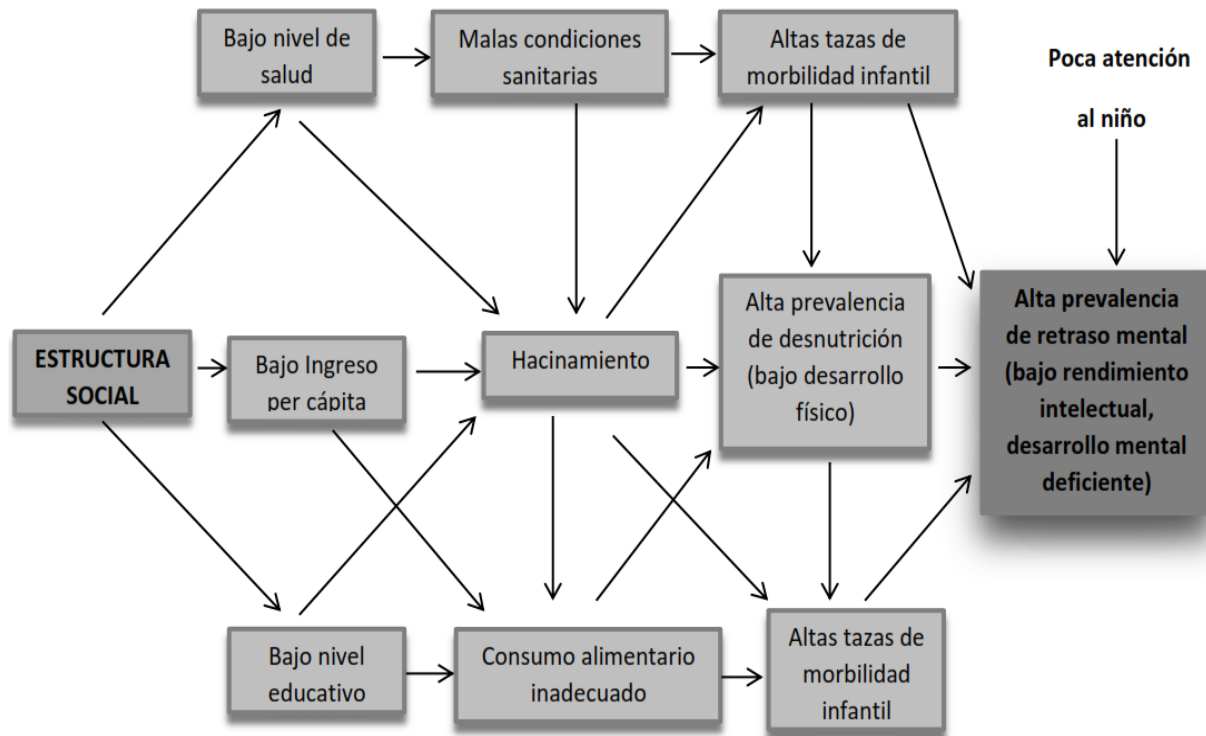 Bajo nivel de
salud
Malas condiciones
sanitarias
Altas tazas de
morbilidad infantil
Poca atención
al niño
ESTRUCTURA
SOCIAL
Bajo Ingreso
per cápita
Hacinamiento
Alta prevalencia
de desnutrición
(bajo desarrollo
físico)
Alta prevalencia
de retraso mental
(bajo rendimiento
intelectual,
desarrollo mental
deficiente)
Bajo nivel
educativo
Consumo alimentario
inadecuado
Altas tazas de
morbilidad
infantil